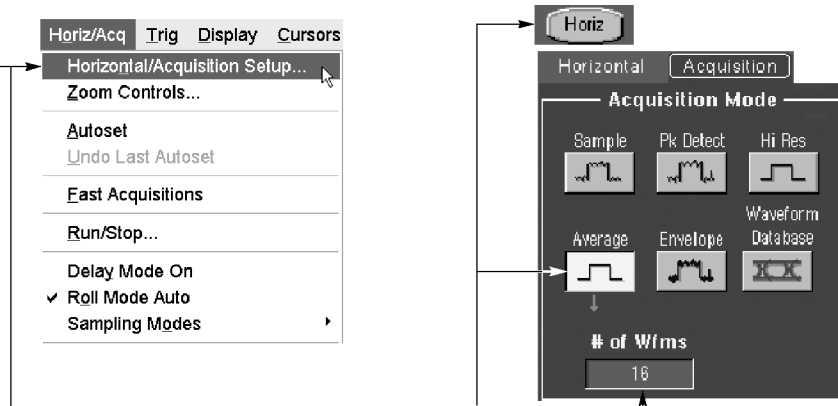 Horiz/Acq Trig Display Cursors
Horizontal/Acquisition Setup...
Zoom Controls...
Autoset
Undo Last Autoset
Fast Acquisitions
Run/Stop...
Delay Mode On
Roll Mode Auto
Sampling Modes
Horiz
Horizontal Acquisition
Acquisition Mode
Sample Pk Detect Hi Res
Average Envelope Waveform Database
# of Wfms
16